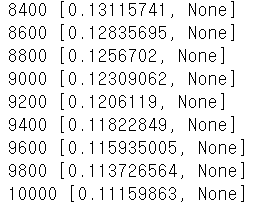 8400 [0.13115741, None]
8600 [0.12835695, None]
8800 [0.1256702, None]
9000 [0.12309062, None]
9200 [0.1206119, None]
9400 [0.11822849, None]
9600 [0.115935005, None]
9800 [0.113726564, None]
10000 [0.11159863, None]